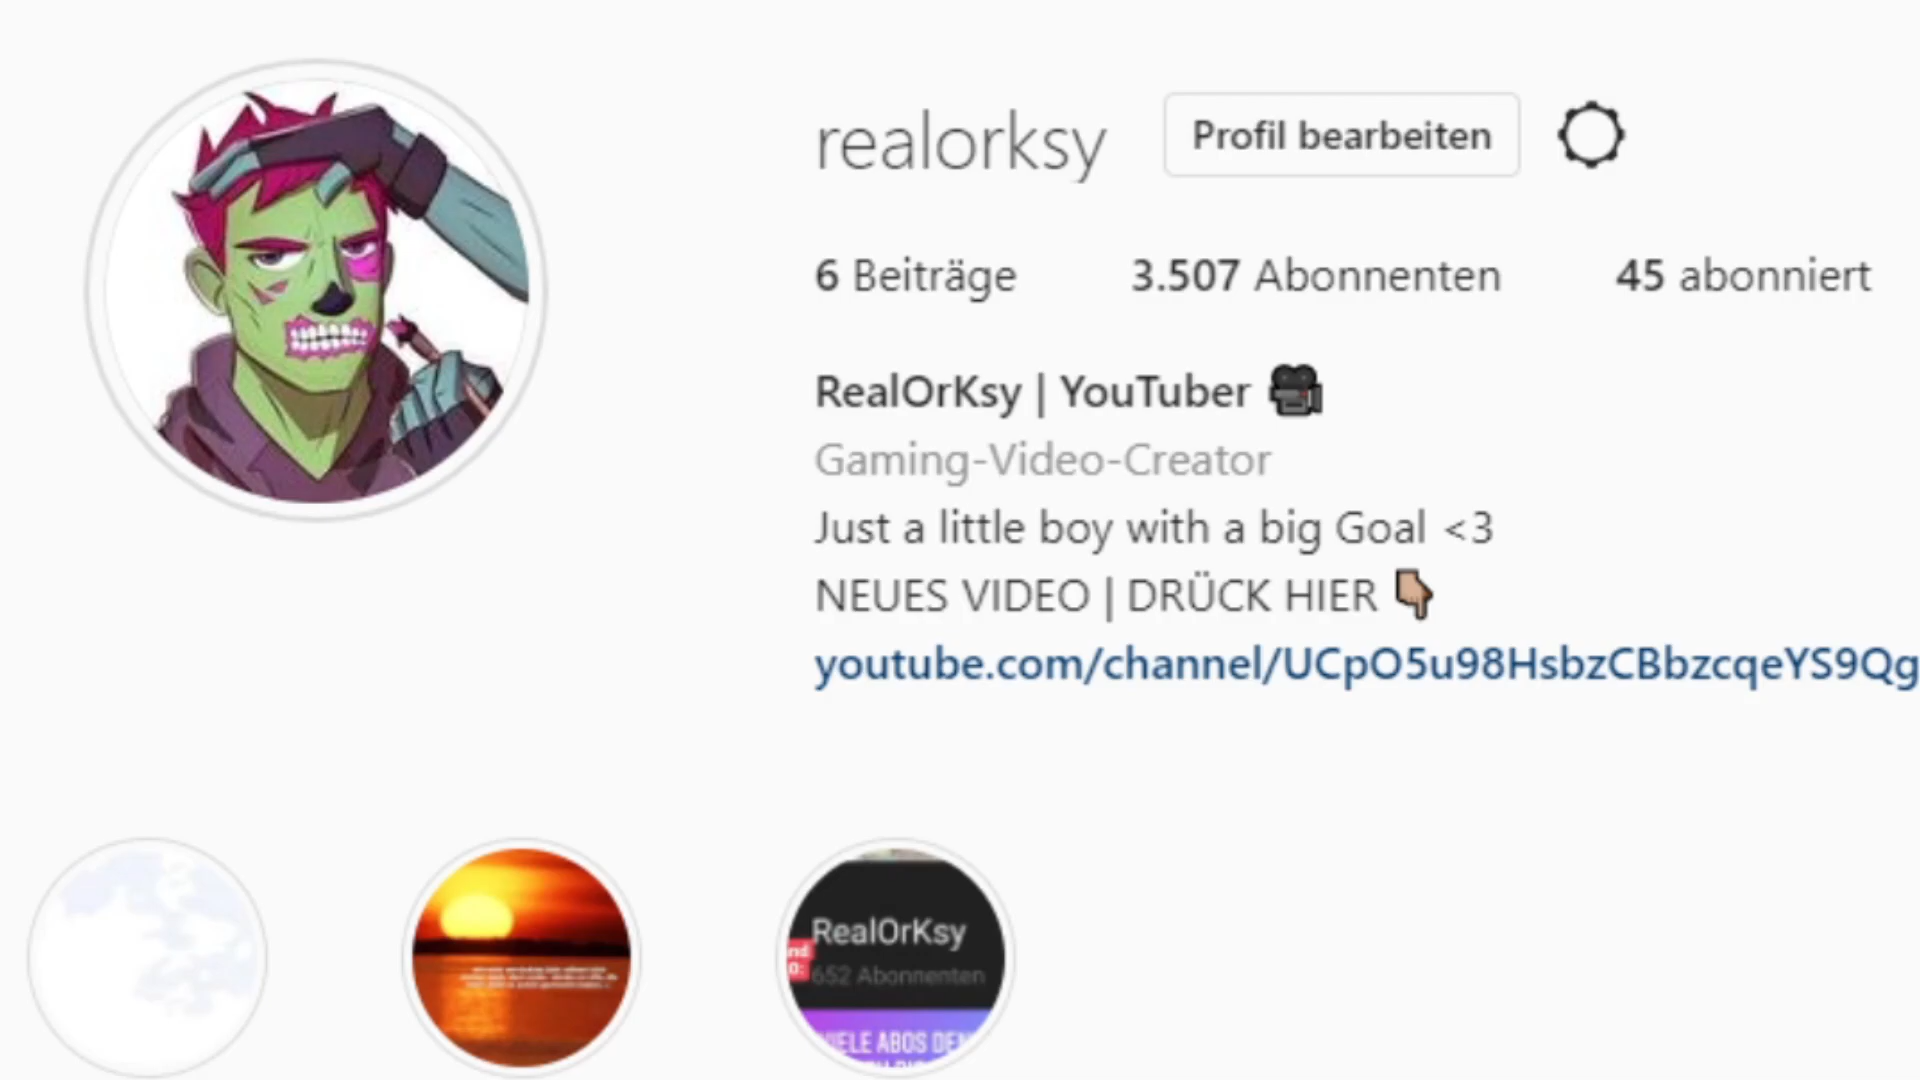 realorksy Profil bearbeiten
6 Beiträge 3.507 Abonnenten 45 abonniert
RealOrKsy | YouTuber
Gaming-Video-Creator
Just a little boy with a big Goal <3
NEUES VIDEO | DRÜCK HIER
youtube.com/channel/UCpO5u98HsbzCBbzcqeYS9Qg
RealOrKsy
652 Abonnenten
ABOS